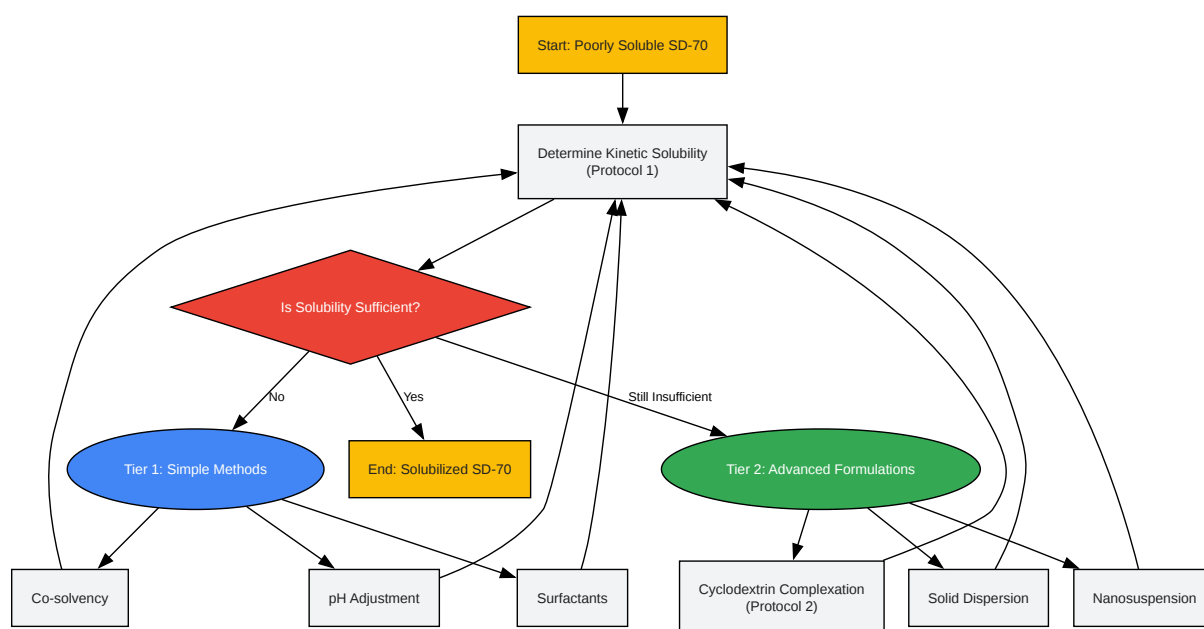 Start: Poorly Soluble SD-70
Determine Kinetic Solubility
(Protocol 1)
Is Solubility Sufficient?
No
Yes
Still Insufficient
Tier 1: Simple Methods
End: Solubilized SD-70
Tier 2: Advanced Formulations
Co-solvency
pH Adjustment
Surfactants
Cyclodextrin Complexation
(Protocol 2)
Solid Dispersion
Nanosuspension